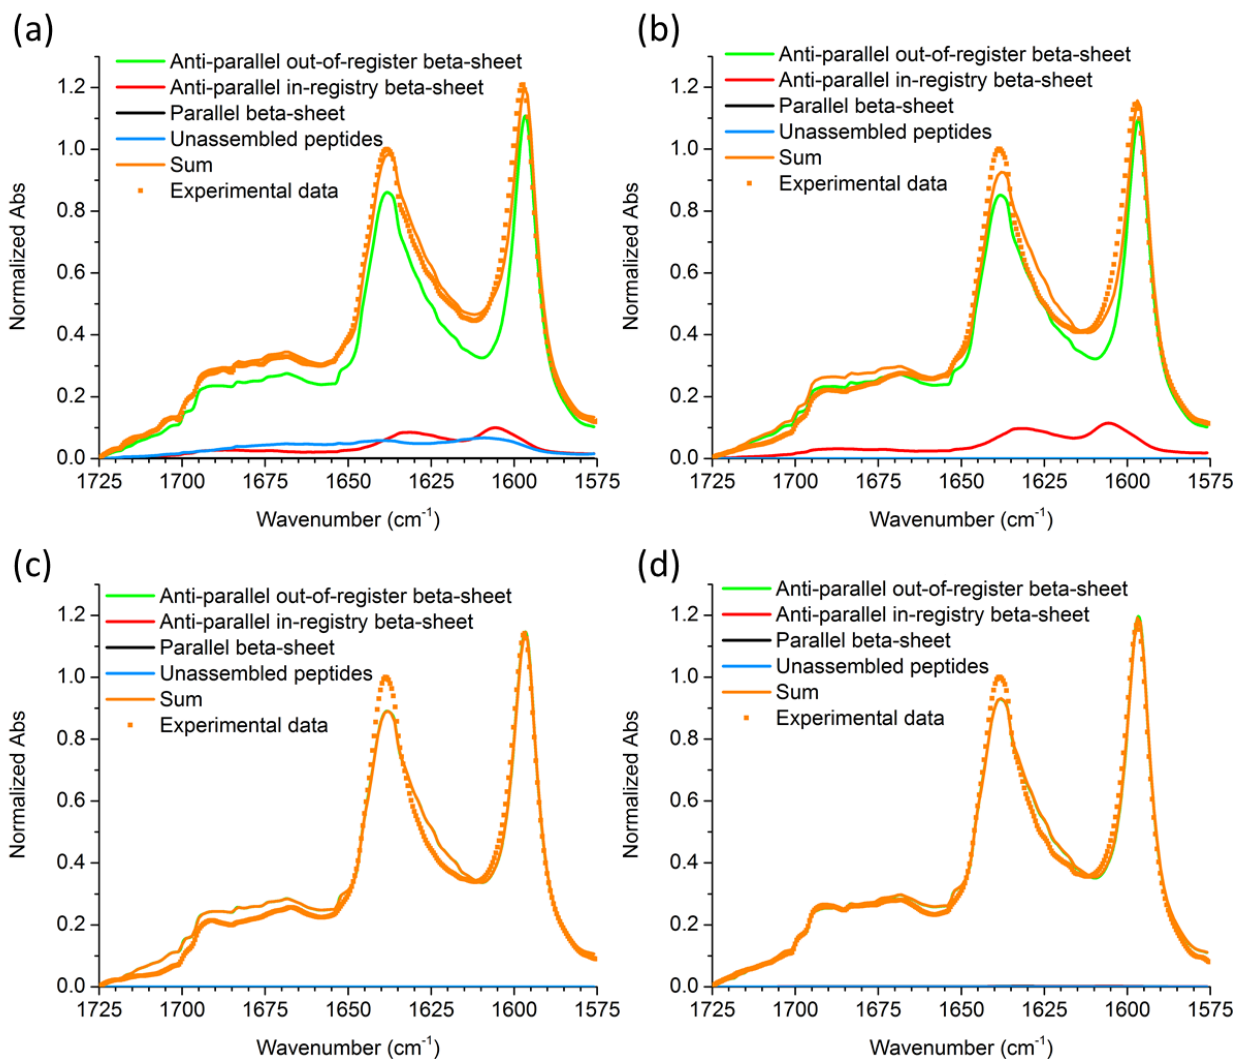 (a)
Anti-parallel out-of-register beta-sheet
Anti-parallel in-registry beta-sheet
Parallel beta-sheet
Unassembled peptides
Sum
Experimental data
1.2
1.0
0.8
0.6
0.4
0.2
0.0
Normalized Abs
1725 1700 1675 1650 1625 1600 1575
Wavenumber (cm⁻¹)
(b)
Anti-parallel out-of-register beta-sheet
Anti-parallel in-registry beta-sheet
Parallel beta-sheet
Unassembled peptides
Sum
Experimental data
1.2
1.0
0.8
0.6
0.4
0.2
0.0
Normalized Abs
1725 1700 1675 1650 1625 1600 1575
Wavenumber (cm⁻¹)
(c)
Anti-parallel out-of-register beta-sheet
Anti-parallel in-registry beta-sheet
Parallel beta-sheet
Unassembled peptides
Sum
Experimental data
1.2
1.0
0.8
0.6
0.4
0.2
0.0
Normalized Abs
1725 1700 1675 1650 1625 1600 1575
Wavenumber (cm⁻¹)
(d)
Anti-parallel out-of-register beta-sheet
Anti-parallel in-registry beta-sheet
Parallel beta-sheet
Unassembled peptides
Sum
Experimental data
1.2
1.0
0.8
0.6
0.4
0.2
0.0
Normalized Abs
1725 1700 1675 1650 1625 1600 1575
Wavenumber (cm⁻¹)